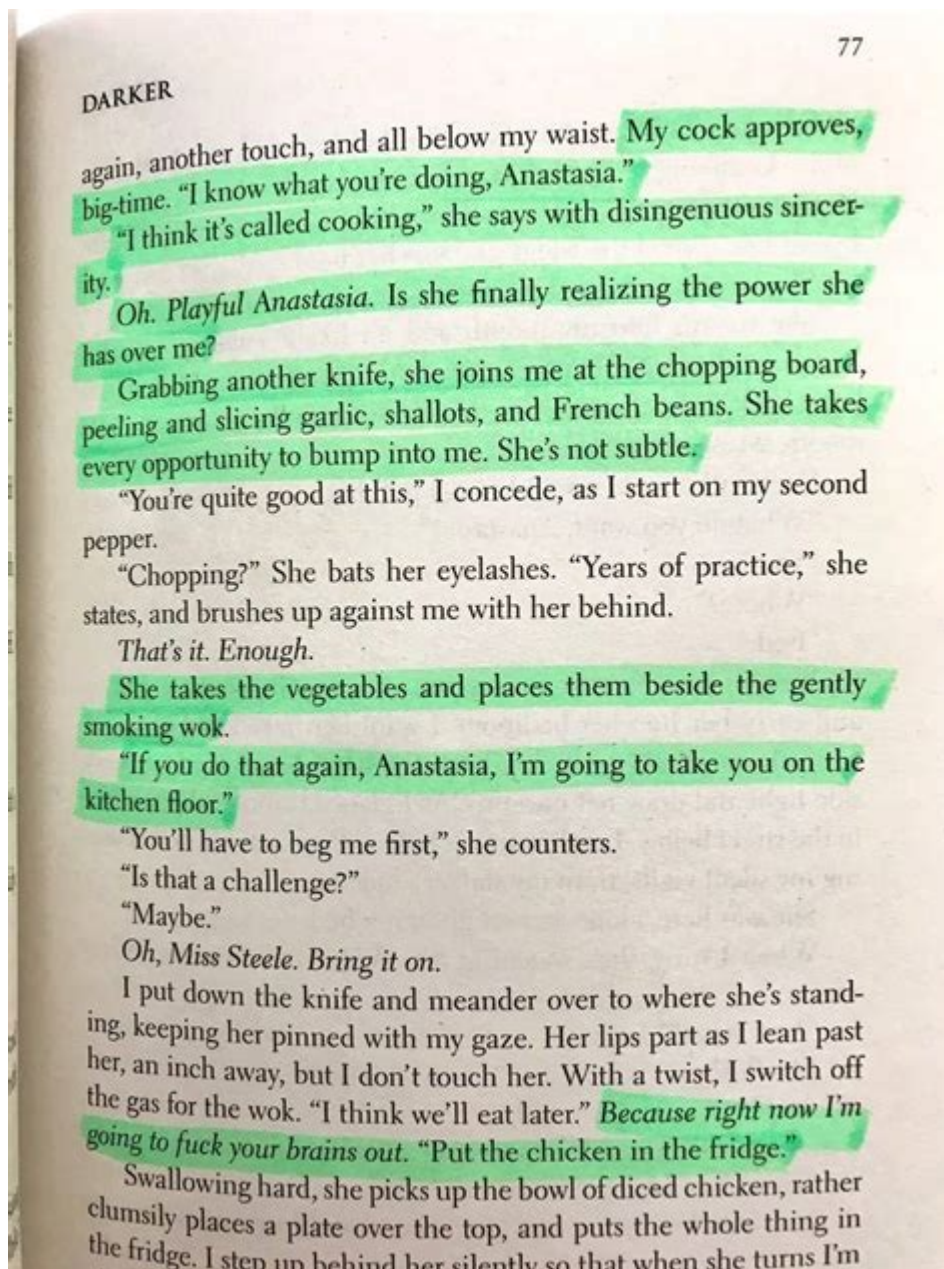 77
DARKER
again, another touch, and all below my waist. My cock approves,
big-time. “I know what you’re doing, Anastasia.”
“I think it’s called cooking,” she says with disingenuous sincer-
ity.
Oh. Playful Anastasia. Is she finally realizing the power she
has over me?
Grabbing another knife, she joins me at the chopping board,
peeling and slicing garlic, shallots, and French beans. She takes
every opportunity to bump into me. She’s not subtle.
“You’re quite good at this,” I concede, as I start on my second
pepper.
“Chopping?” She bats her eyelashes. “Years of practice,” she
states, and brushes up against me with her behind.
That’s it. Enough.
She takes the vegetables and places them beside the gently
smoking wok.
“If you do that again, Anastasia, I’m going to take you on the
kitchen floor.”
“You’ll have to beg me first,” she counters.
“Is that a challenge?”
“Maybe.”
Oh, Miss Steele. Bring it on.
I put down the knife and meander over to where she’s stand-
ing, keeping her pinned with my gaze. Her lips part as I lean past
her, an inch away, but I don’t touch her. With a twist, I switch off
the gas for the wok. “I think we’ll eat later.” Because right now I’m
going to fuck your brains out. “Put the chicken in the fridge.”
Swallowing hard, she picks up the bowl of diced chicken, rather
clumsily places a plate over the top, and puts the whole thing in
the fridge. I step up behind her silently so that when she turns I’m